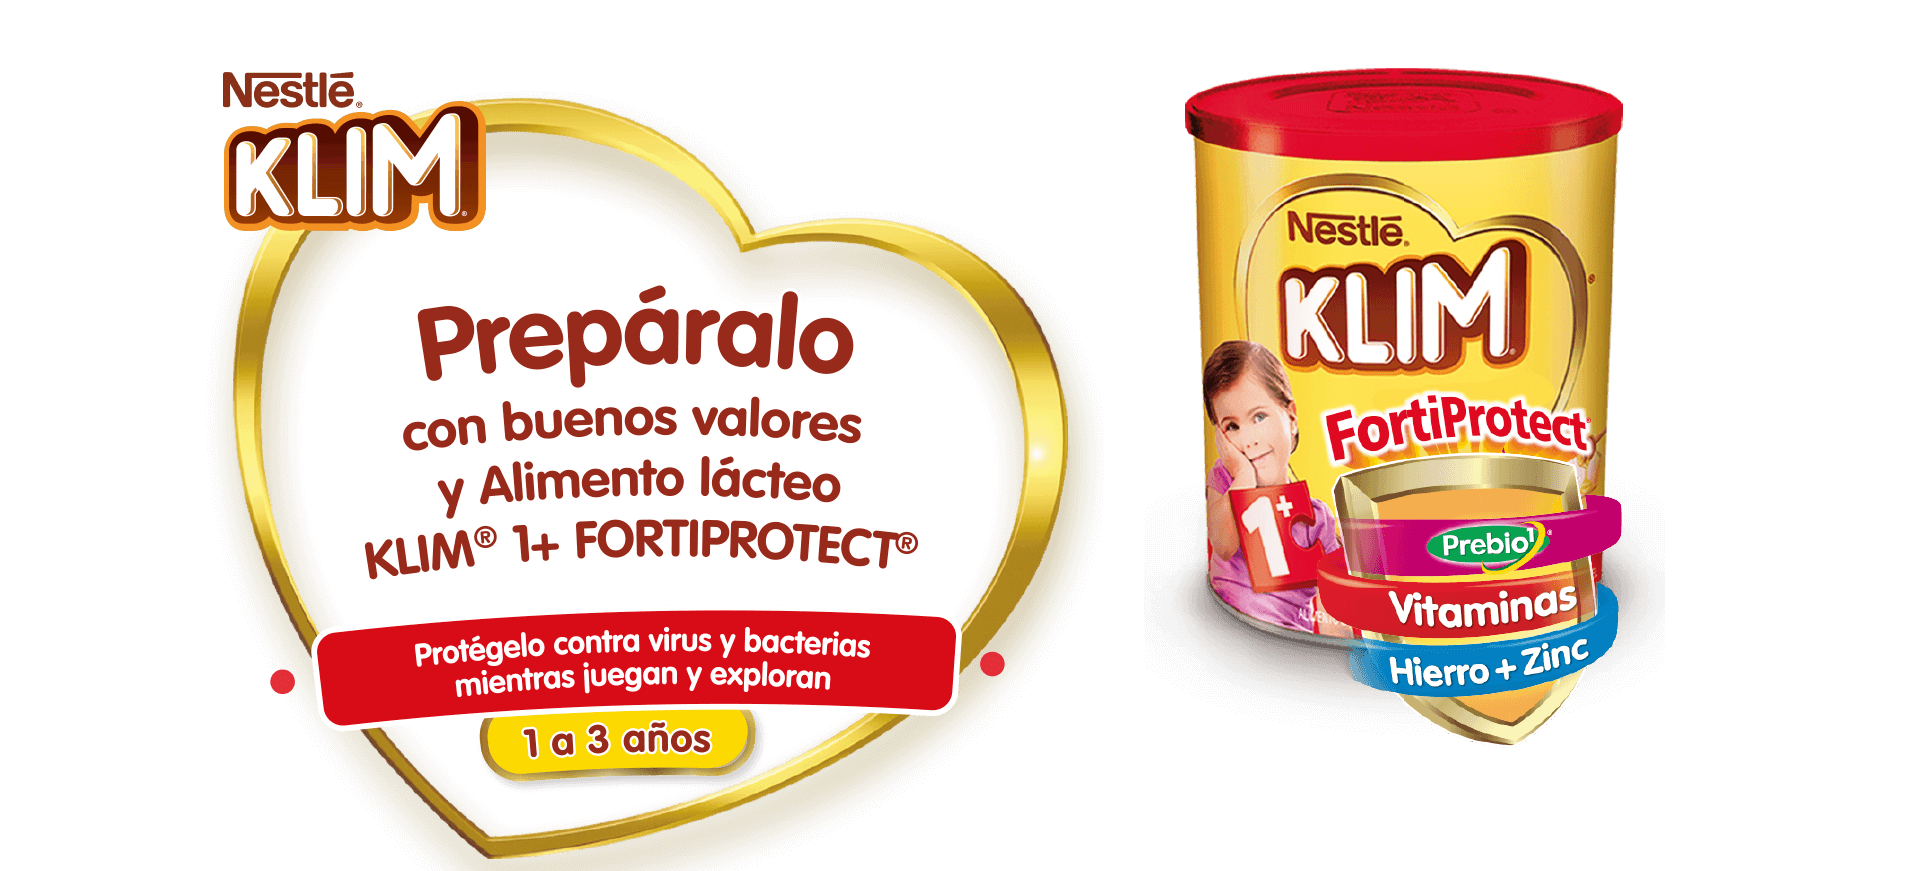 Nestlé®
KLIM®
Prepáralo
con buenos valores
y Alimento lácteo
KLIM® 1+ FORTIPROTECT®
Protégelo contra virus y bacterias
mientras juegan y exploran
1 a 3 años
Nestlé®
KLIM®
FortiProtect®
1+
Prebio1®
Vitaminas
Hierro + Zinc